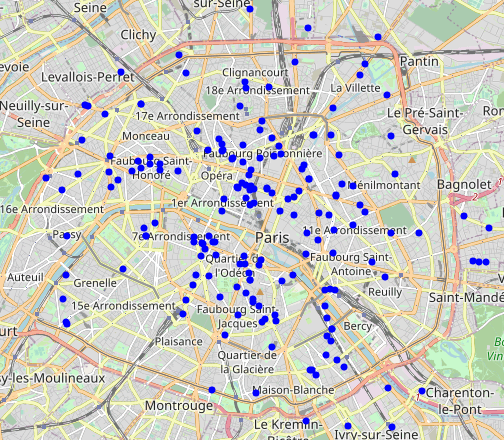 sur-Seine
Seine
Clichy
evoie
Levallois-Perret
Pantin
Clignancourt
18e Arrondissement
La Villette
Neuilly-sur-
Seine
Le Pré-Saint-
Gervais
17e Arrondissement
Monceau
Faubourg Poissonnière
Faubourg Saint-
Honoré
Opéra
Ménilmontant
Bagnolet
16e Arrondissement
1er Arrondissement
Passy
7e Arrondissement
Paris
11e Arrondissement
Quartier de
l'Odéon
Faubourg Saint-
Antoine
Auteuil
Grenelle
Reuilly
15e Arrondissement
Saint-Mandé
Faubourg Saint-
Jacques
Bercy
Plaisance
Quartier de
la Glacière
sy-les-Moulineaux
Maison-Blanche
Charenton-
le-Pont
Montrouge
Le Kremlin-
Ivry-sur-Seine